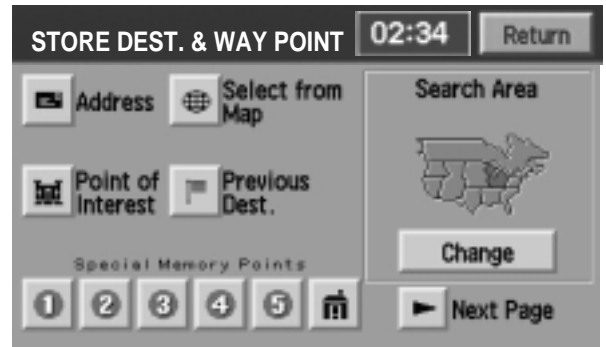 STORE DEST. & WAY POINT 02:34 Return
Address
Select from
Map
Search Area
Point of
Interest
Previous
Dest.
Change
Special Memory Points
1 2 3 4 5
Next Page